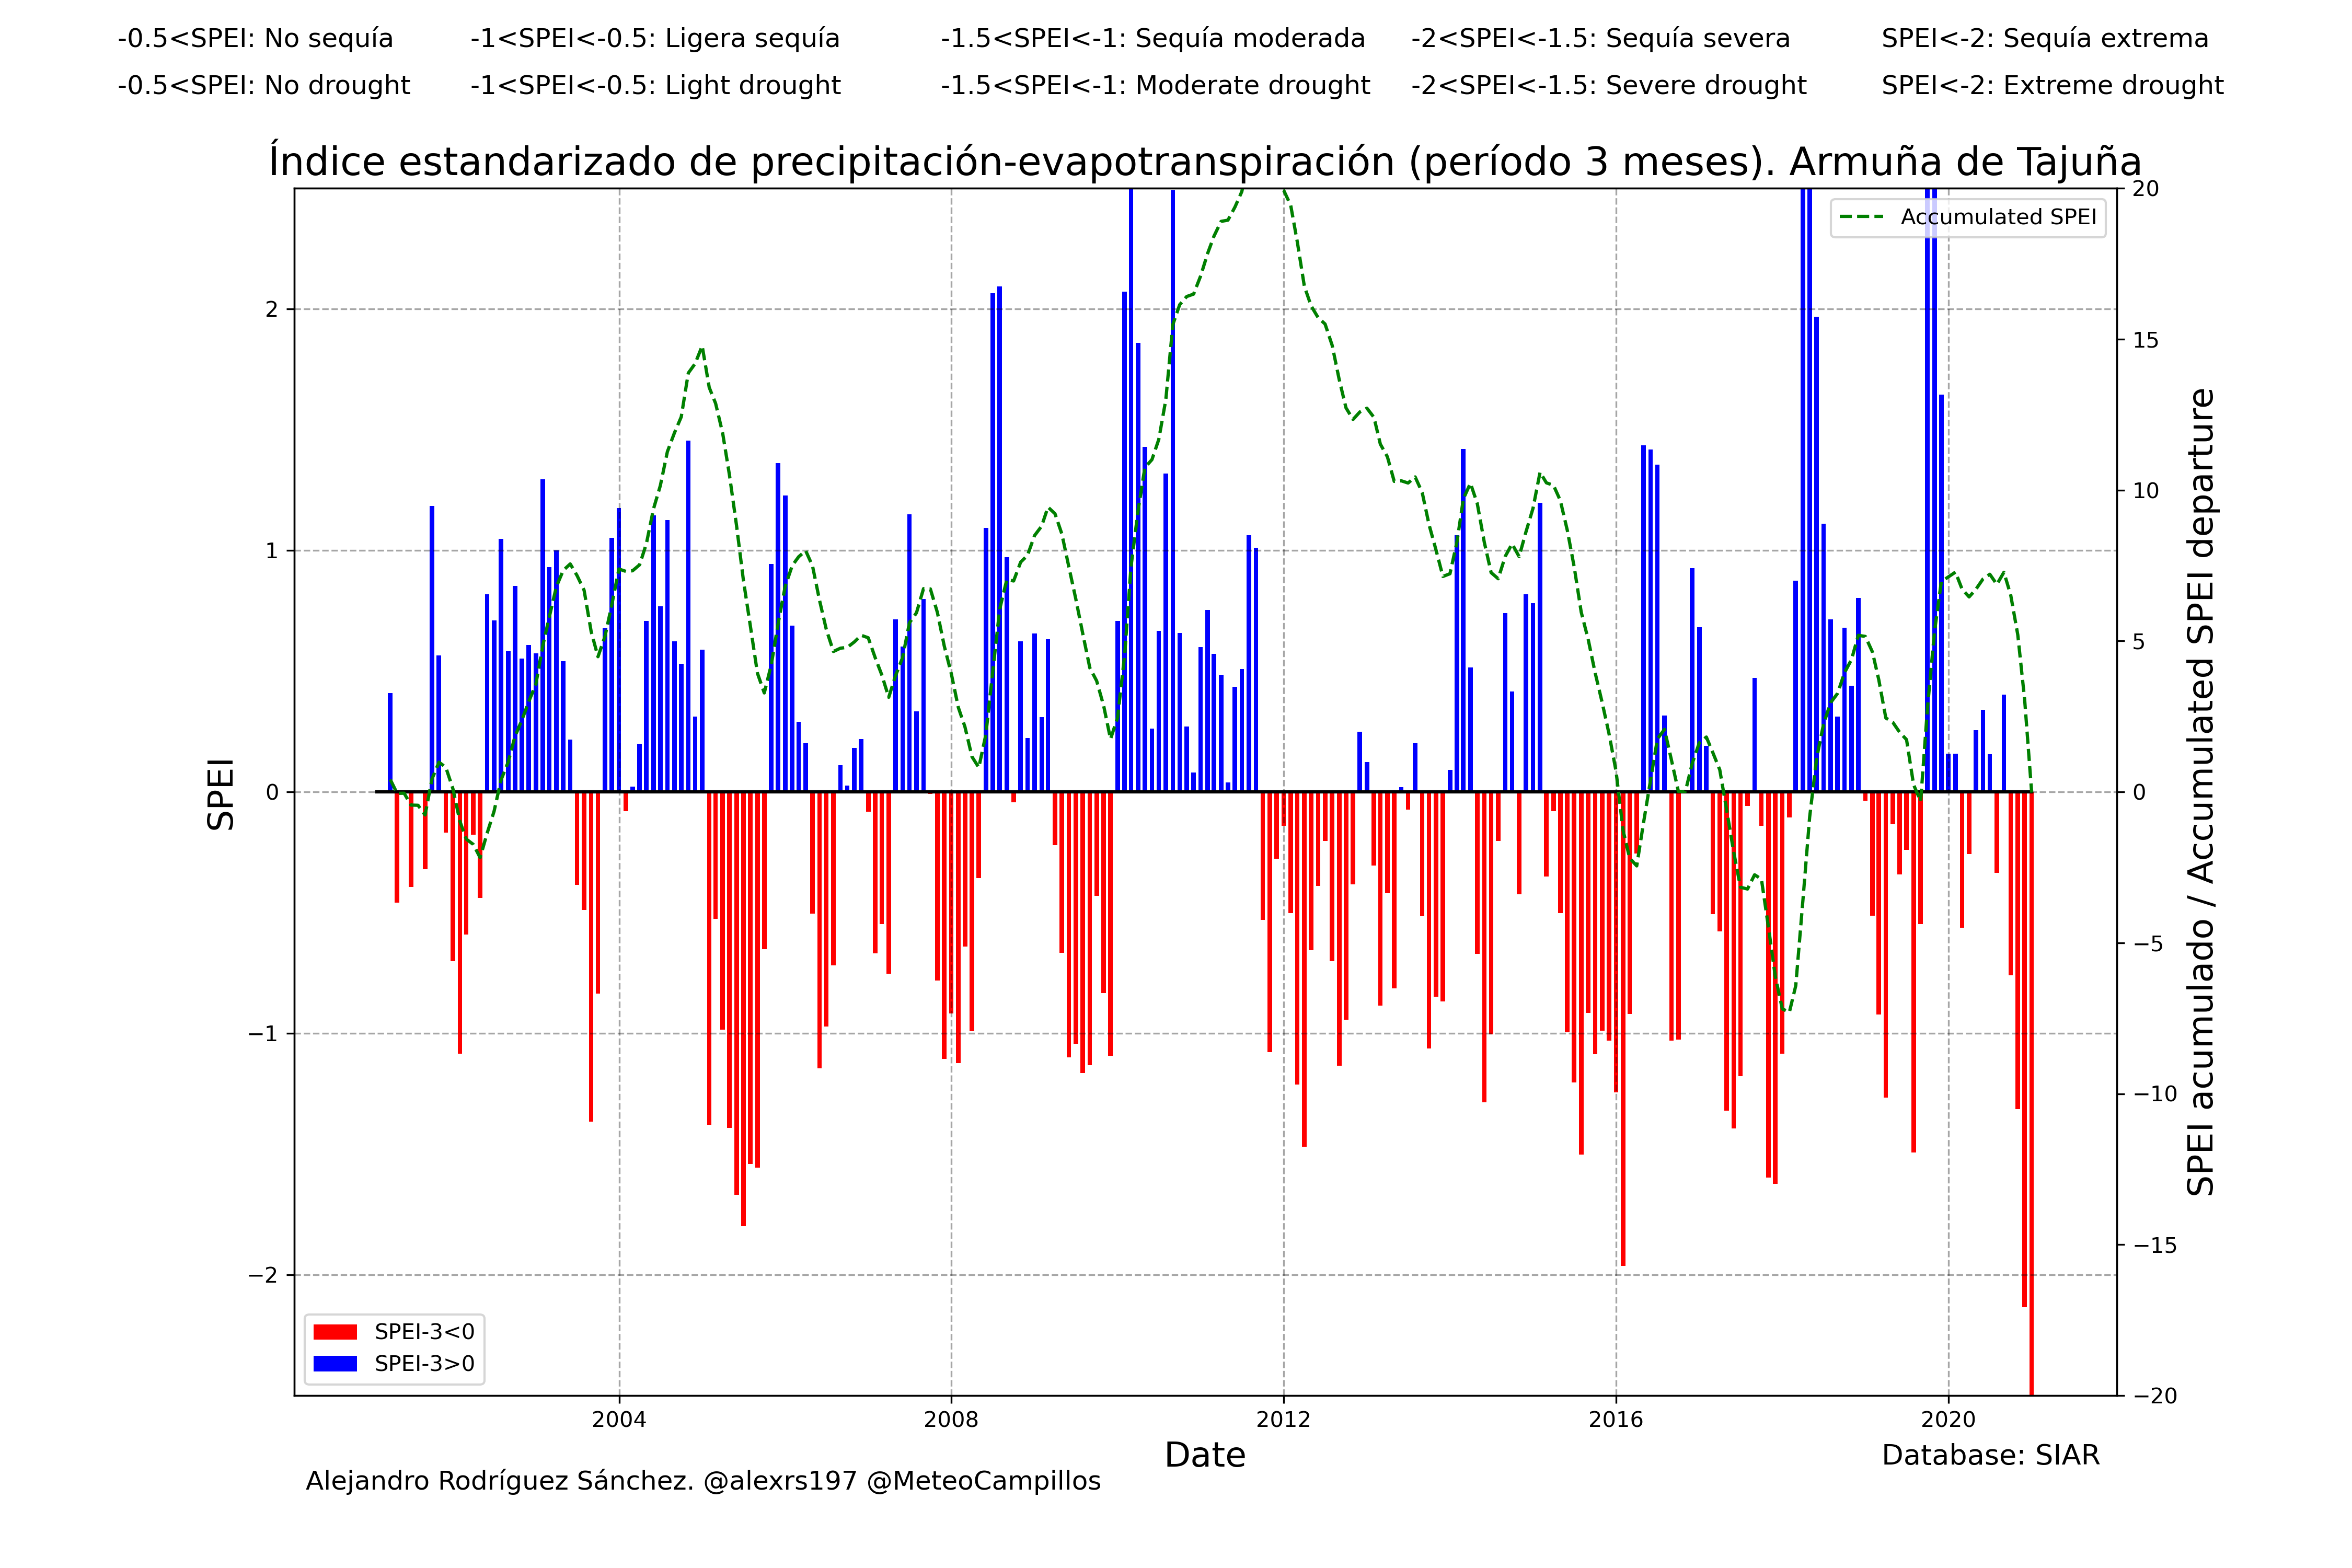 -0.5<SPEI: No sequía -1<SPEI<-0.5: Ligera sequía -1.5<SPEI<-1: Sequía moderada -2<SPEI<-1.5: Sequía severa SPEI<-2: Sequía extrema
-0.5<SPEI: No drought -1<SPEI<-0.5: Light drought -1.5<SPEI<-1: Moderate drought -2<SPEI<-1.5: Severe drought SPEI<-2: Extreme drought
Índice estandarizado de precipitación-evapotranspiración (período 3 meses). Armuña de Tajuña
Accumulated SPEI
SPEI
2
1
0
−1
−2
20
15
10
5
0
−5
−10
−15
−20
SPEI acumulado / Accumulated SPEI departure
SPEI-3<0
SPEI-3>0
2004 2008 2012 2016 2020
Date
Database: SIAR
Alejandro Rodríguez Sánchez. @alexrs197 @MeteoCampillos